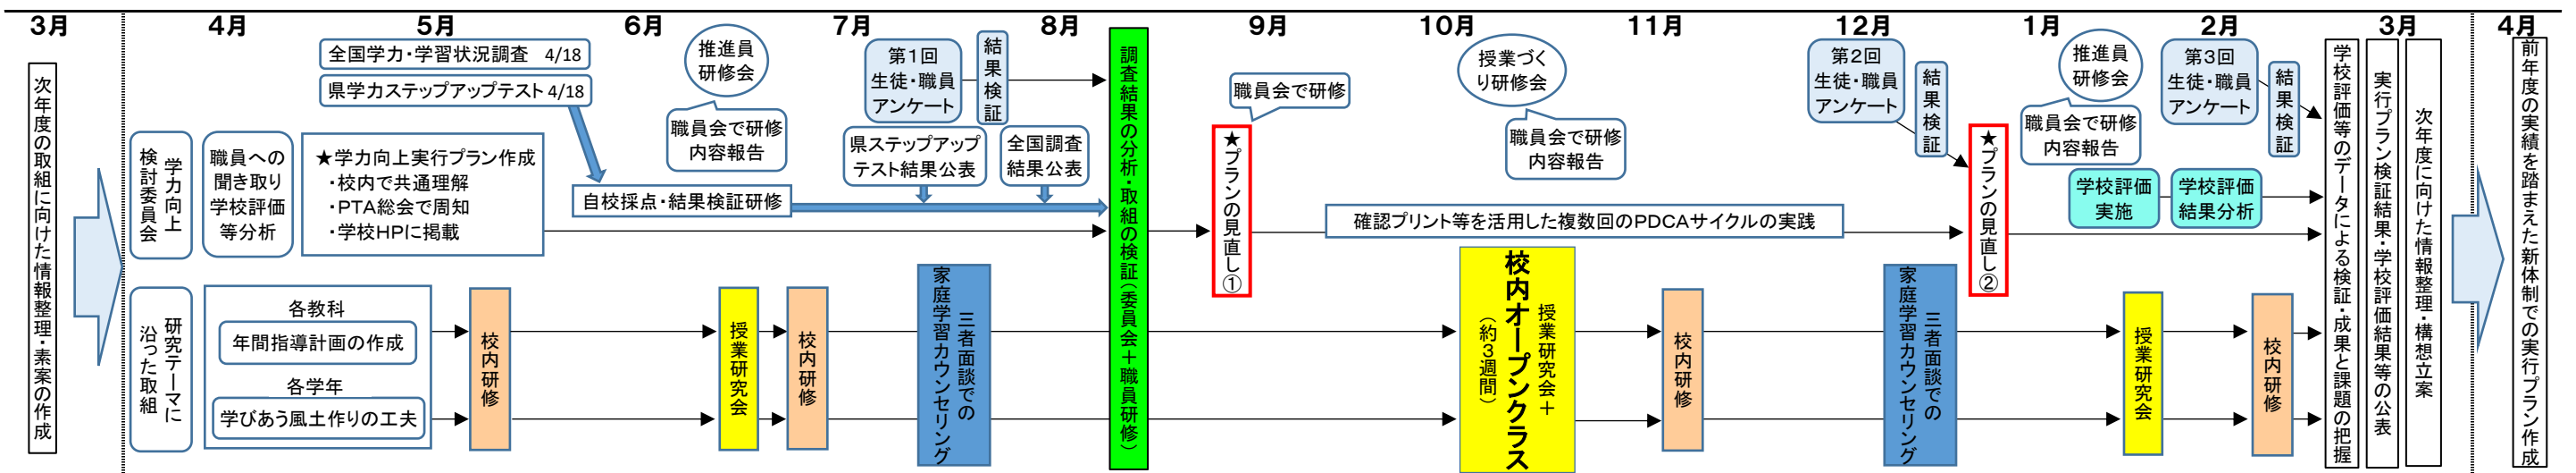 3月
4月
5月
6月
7月
8月
9月
10月
11月
12月
1月
2月
3月
4月
次年度の取組に向けた情報整理・素案の作成
学力向上
検討委員会
職員への
聞き取り
学校評価
等分析
全国学力・学習状況調査 4/18
県学力ステップアップテスト 4/18
★学力向上実行プラン作成
・校内で共通理解
・PTA総会で周知
・学校HPに掲載
自校採点・結果検証研修
推進員
研修会
職員会で研修
内容報告
第1回
生徒・職員
アンケート
結果検証
県ステップアップ
テスト結果公表
全国調査
結果公表
調査結果の分析・取組の検証(委員会+職員研修)
職員会で研修
★プランの見直し①
授業づく
り研修会
職員会で研修
内容報告
確認プリント等を活用した複数回のPDCAサイクルの実践
第2回
生徒・職員
アンケート
結果検証
★プランの見直し②
推進員
研修会
職員会で研修
内容報告
第3回
生徒・職員
アンケート
結果検証
学校評価
実施
学校評価
結果分析
研究テーマに
沿った取組
各教科
年間指導計画の作成
各学年
学びあう風土作りの工夫
校内研修
授業研究会
校内研修
三者面談での
家庭学習カウンセリング
授業研究会+
校内オープンクラス
(約3週間)
校内研修
三者面談での
家庭学習カウンセリング
授業研究会
校内研修
学校評価等のデータによる検証・成果と課題の把握
実行プラン検証結果・学校評価結果等の公表
次年度に向けた情報整理・構想立案
前年度の実績を踏まえた新体制での実行プラン作成